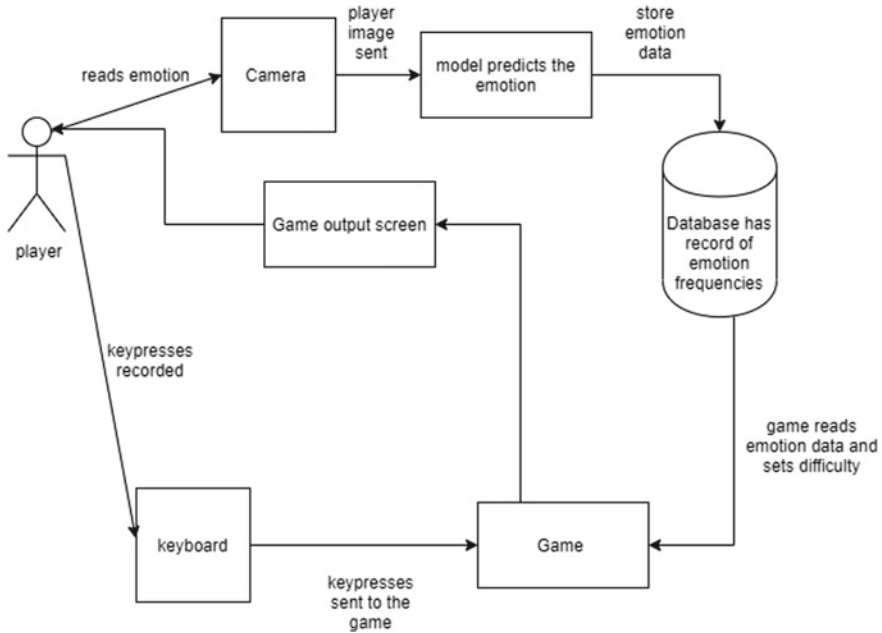 player
image
sent
store
emotion
data
reads emotion
Camera
model predicts the
emotion
player
Game output screen
Database has
record of
emotion
frequencies
keypresses
recorded
game reads
emotion data and
sets difficulty
keyboard
Game
keypresses
sent to the
game